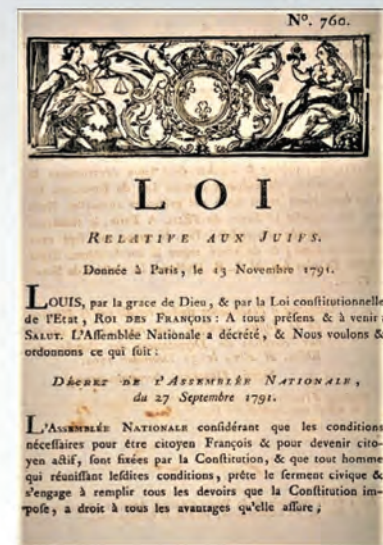 N°. 760.
LOI
RELATIVE AUX JUIFS.
Donnée à Paris, le 13 Novembre 1791.
LOUIS, par la grace de Dieu, & par la Loi conſtitutionnelle
de l'Etat, ROI DES FRANÇOIS: A tous préſens & à venir:
SALUT. L'Aſſemblée Nationale a décrété, & Nous voulons &
ordonnons ce qui ſuit:
DÉCRET DE L'ASSEMBLÉE NATIONALE,
du 27 Septembre 1791.
L'ASSEMBLÉE NATIONALE conſidérant que les conditions
néceſſaires pour être citoyen François & pour devenir cito-
yen actif, ſont fixées par la Conſtitution, & que tout homme
qui réuniſſant leſdites conditions, prête le ſerment civique &
s'engage à remplir tous les devoirs que la Conſtitution im-
poſe, a droit à tous les avantages qu'elle aſſure;